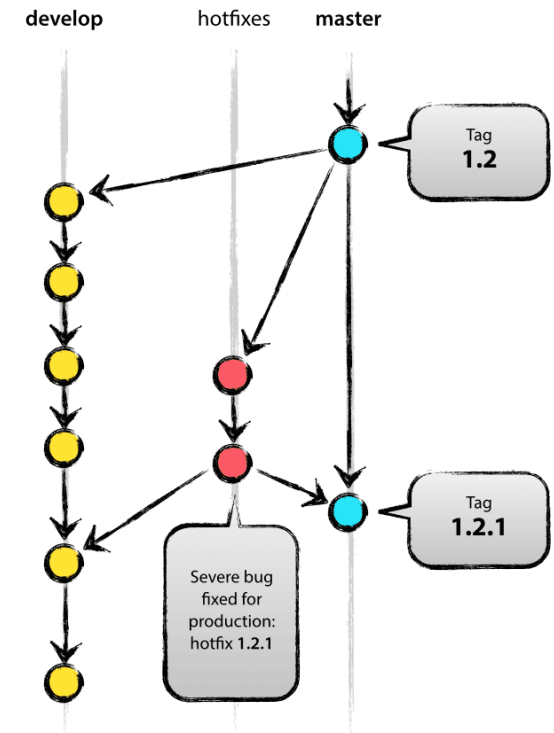 develop
hotfixes
master
Tag
1.2
Tag
1.2.1
Severe bug
fixed for
production:
hotfix 1.2.1